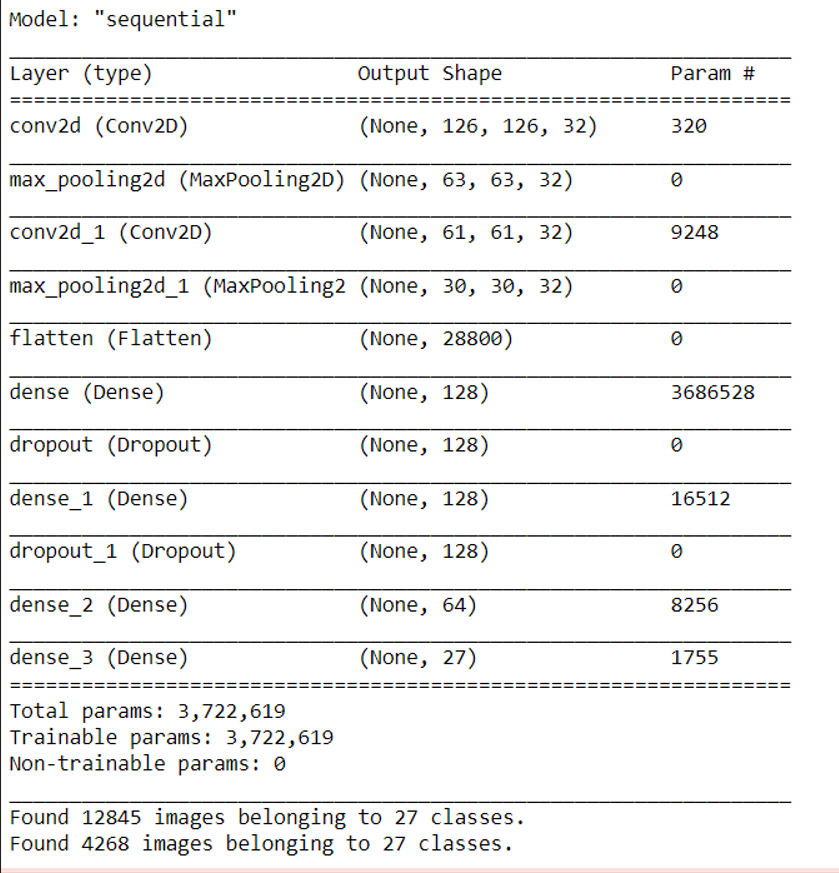 Model: "sequential"
Layer (type) Output Shape Param #
=================================================================
conv2d (Conv2D) (None, 126, 126, 32) 320
max_pooling2d (MaxPooling2D) (None, 63, 63, 32) 0
conv2d_1 (Conv2D) (None, 61, 61, 32) 9248
max_pooling2d_1 (MaxPooling2 (None, 30, 30, 32) 0
flatten (Flatten) (None, 28800) 0
dense (Dense) (None, 128) 3686528
dropout (Dropout) (None, 128) 0
dense_1 (Dense) (None, 128) 16512
dropout_1 (Dropout) (None, 128) 0
dense_2 (Dense) (None, 64) 8256
dense_3 (Dense) (None, 27) 1755
=================================================================
Total params: 3,722,619
Trainable params: 3,722,619
Non-trainable params: 0
Found 12845 images belonging to 27 classes.
Found 4268 images belonging to 27 classes.